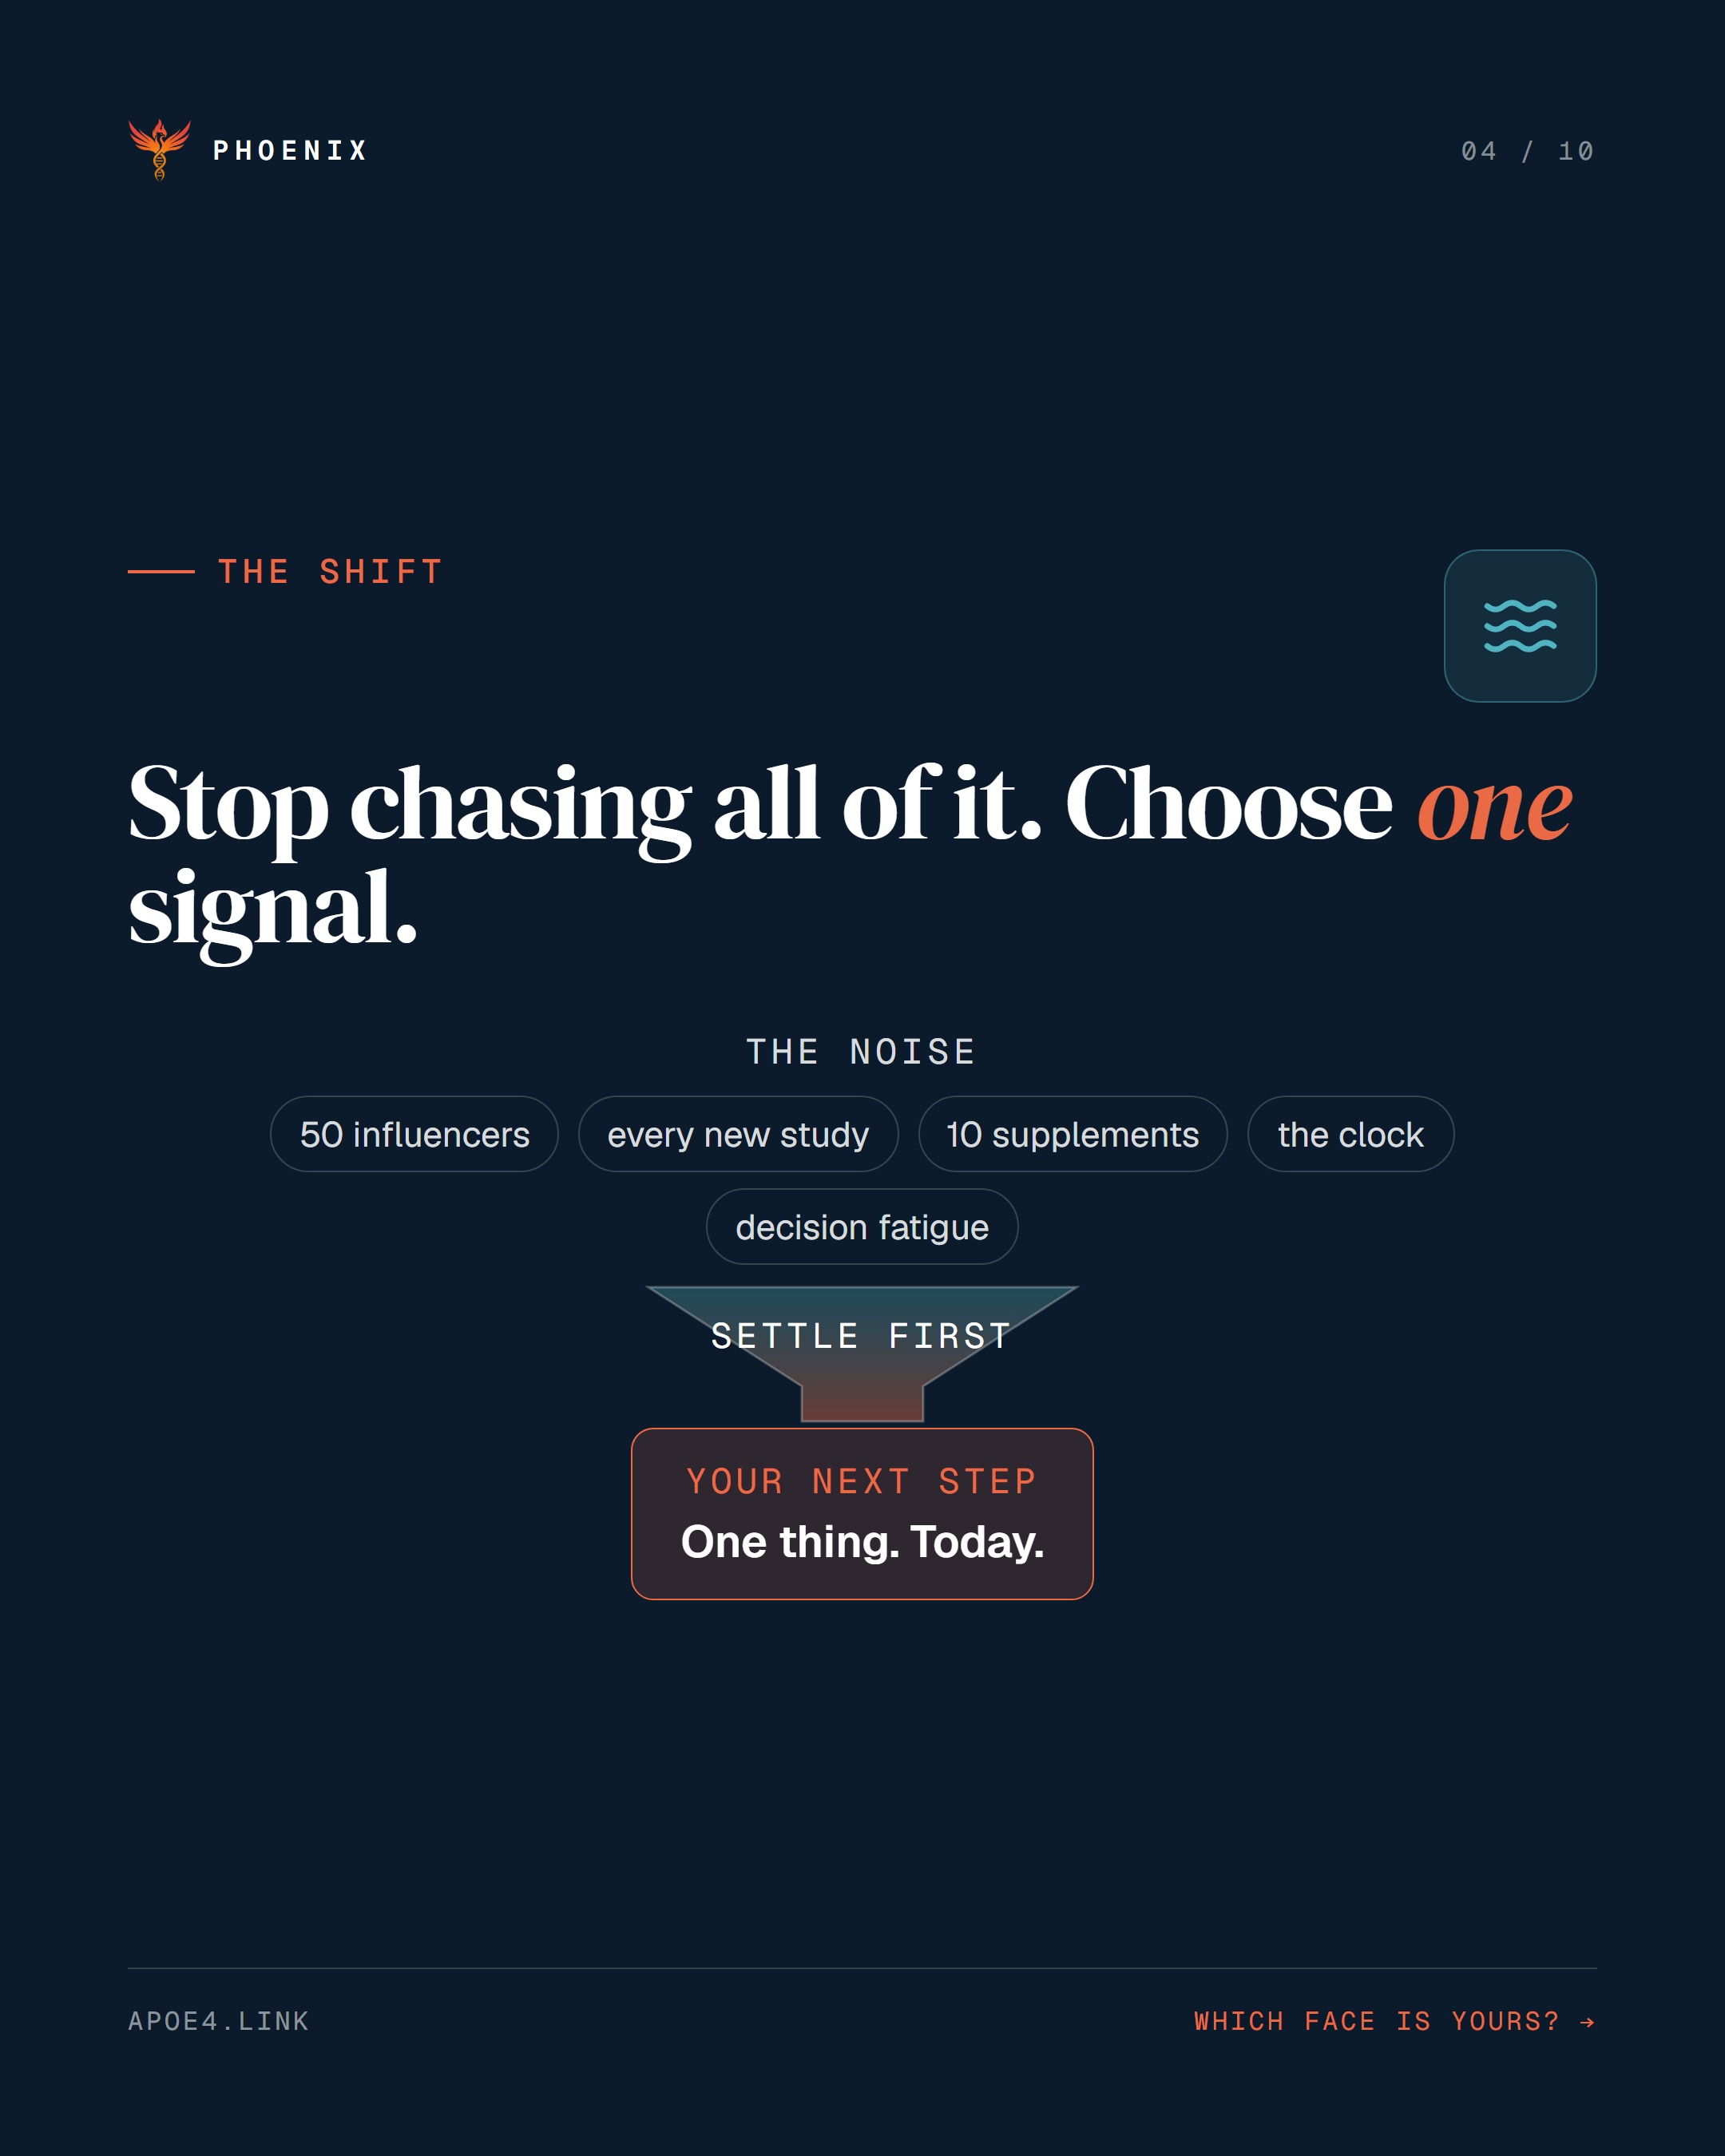 PHOENIX
04 / 10
THE SHIFT
Stop chasing all of it. Choose one
signal.
THE NOISE
50 influencers
every new study
10 supplements
the clock
decision fatigue
SETTLE FIRST
YOUR NEXT STEP
One thing. Today.
APOE4.LINK
WHICH FACE IS YOURS? →